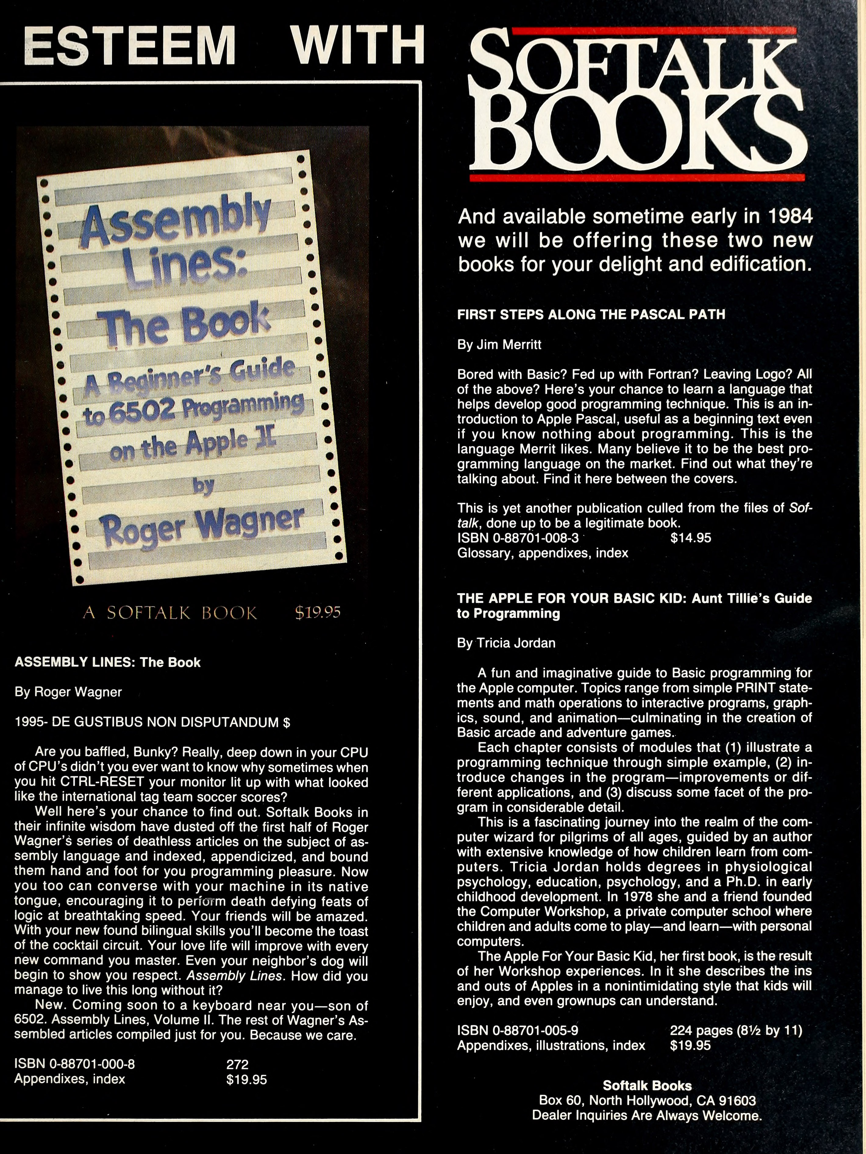 ESTEEM WITH
Assembly
Lines:
The Book
A Beginner's Guide
to 6502 Programming
on the Apple ][
by
Roger Wagner
A SOFTALK BOOK $19.95
ASSEMBLY LINES: The Book
By Roger Wagner
1995- DE GUSTIBUS NON DISPUTANDUM $
Are you baffled, Bunky? Really, deep down in your CPU
of CPU's didn't you ever want to know why sometimes when
you hit CTRL-RESET your monitor lit up with what looked
like the international tag team soccer scores?
Well here's your chance to find out. Softalk Books in
their infinite wisdom have dusted off the first half of Roger
Wagner's series of deathless articles on the subject of as-
sembly language and indexed, appendicized, and bound
them hand and foot for you programming pleasure. Now
you too can converse with your machine in its native
tongue, encouraging it to perform death defying feats of
logic at breathtaking speed. Your friends will be amazed.
With your new found bilingual skills you'll become the toast
of the cocktail circuit. Your love life will improve with every
new command you master. Even your neighbor's dog will
begin to show you respect. Assembly Lines. How did you
manage to live this long without it?
New. Coming soon to a keyboard near you—son of
6502. Assembly Lines, Volume II. The rest of Wagner's As-
sembled articles compiled just for you. Because we care.
ISBN 0-88701-000-8 272
Appendixes, index $19.95
SOFTALK
BOOKS
And available sometime early in 1984
we will be offering these two new
books for your delight and edification.
FIRST STEPS ALONG THE PASCAL PATH
By Jim Merritt
Bored with Basic? Fed up with Fortran? Leaving Logo? All
of the above? Here's your chance to learn a language that
helps develop good programming technique. This is an in-
troduction to Apple Pascal, useful as a beginning text even
if you know nothing about programming. This is the
language Merrit likes. Many believe it to be the best pro-
gramming language on the market. Find out what they're
talking about. Find it here between the covers.
This is yet another publication culled from the files of Sof-
talk, done up to be a legitimate book.
ISBN 0-88701-008-3 $14.95
Glossary, appendixes, index
THE APPLE FOR YOUR BASIC KID: Aunt Tillie's Guide
to Programming
By Tricia Jordan
A fun and imaginative guide to Basic programming for
the Apple computer. Topics range from simple PRINT state-
ments and math operations to interactive programs, graph-
ics, sound, and animation—culminating in the creation of
Basic arcade and adventure games.
Each chapter consists of modules that (1) illustrate a
programming technique through simple example, (2) in-
troduce changes in the program—improvements or dif-
ferent applications, and (3) discuss some facet of the pro-
gram in considerable detail.
This is a fascinating journey into the realm of the com-
puter wizard for pilgrims of all ages, guided by an author
with extensive knowledge of how children learn from com-
puters. Tricia Jordan holds degrees in physiological
psychology, education, psychology, and a Ph.D. in early
childhood development. In 1978 she and a friend founded
the Computer Workshop, a private computer school where
children and adults come to play—and learn—with personal
computers.
The Apple For Your Basic Kid, her first book, is the result
of her Workshop experiences. In it she describes the ins
and outs of Apples in a nonintimidating style that kids will
enjoy, and even grownups can understand.
ISBN 0-88701-005-9 224 pages (8½ by 11)
Appendixes, illustrations, index $19.95
Softalk Books
Box 60, North Hollywood, CA 91603
Dealer Inquiries Are Always Welcome.